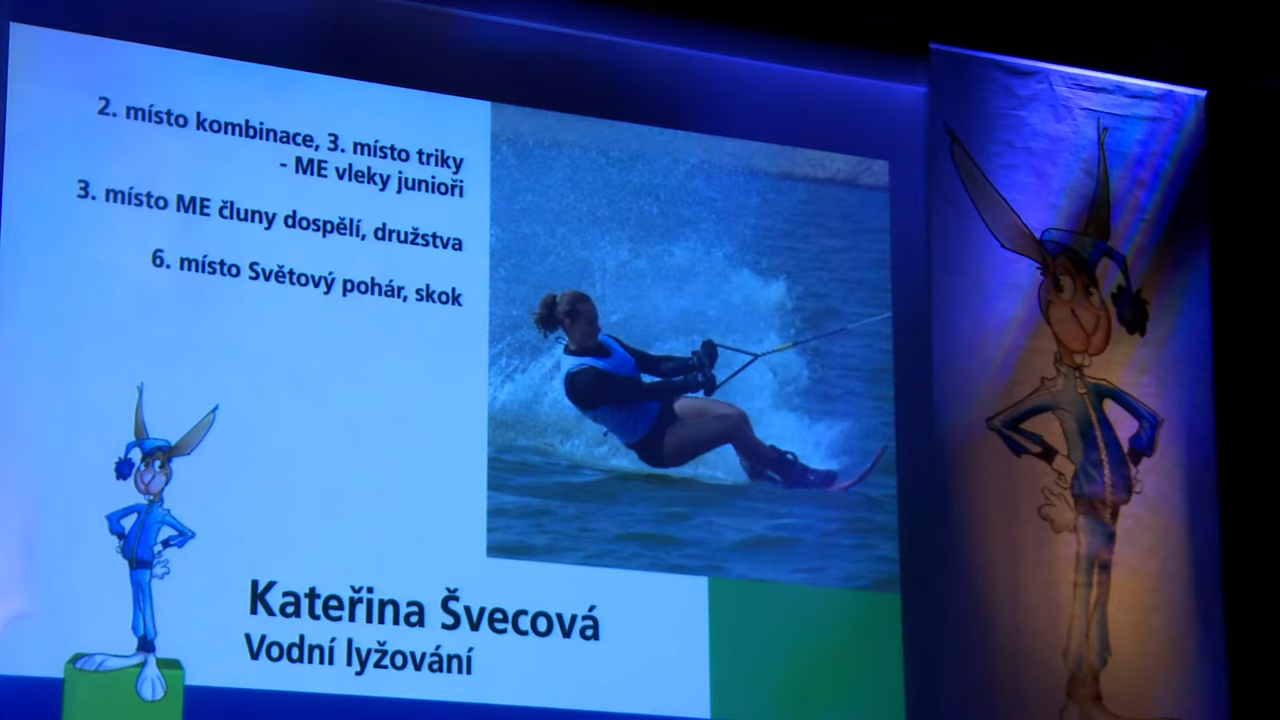 2. místo kombinace, 3. místo triky
- ME vleky junioři
3. místo ME čluny dospělí, družstva
6. místo Světový pohár, skok
Kateřina Švecová
Vodní lyžování